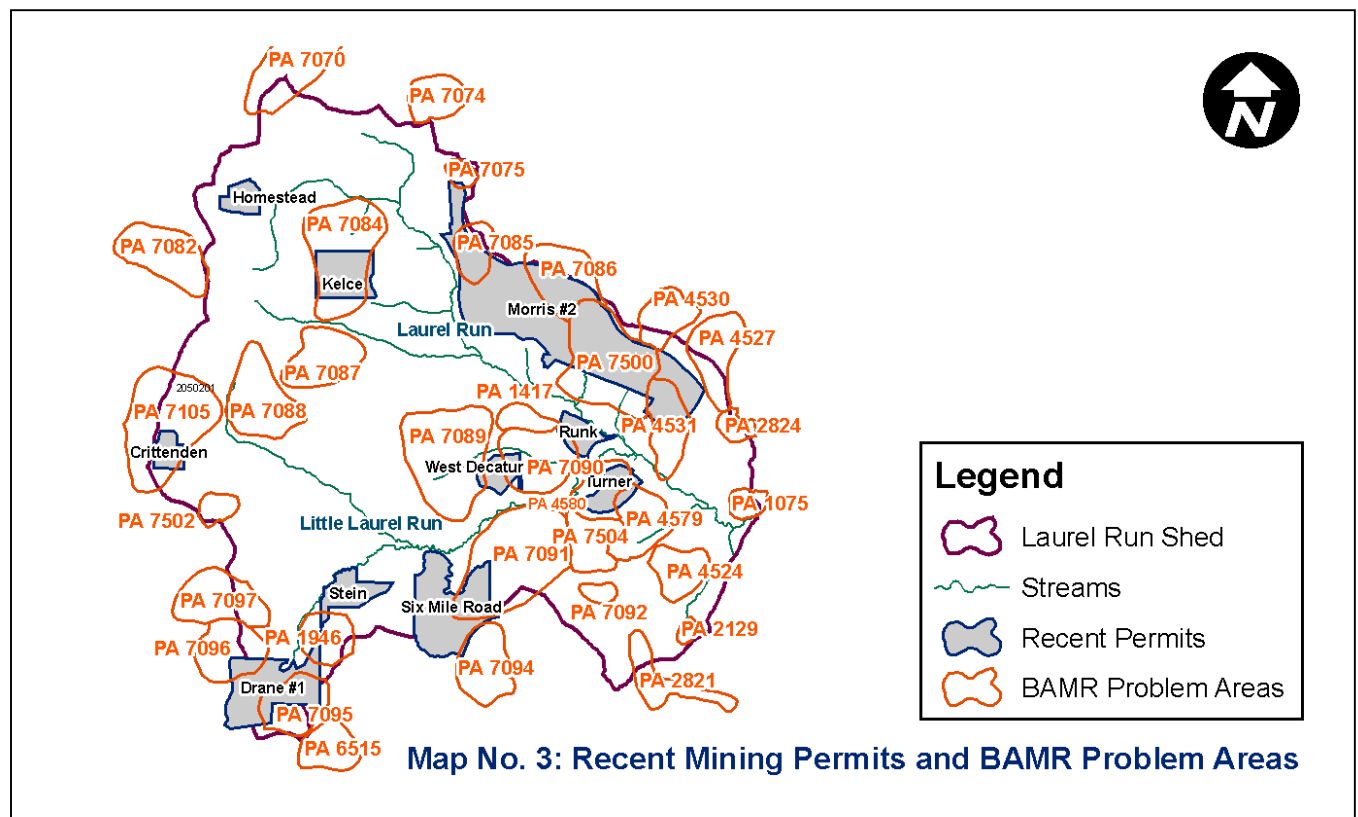 PA 7070
PA 7074
N
PA 7075
Homestead
PA 7084
PA 7082
PA 7085
PA 7086
Kelce
Morris #2
PA 4530
Laurel Run
PA 4527
PA 7500
PA 7087
2050201
PA 1417
PA 7105
PA 7088
PA 2824
PA 4531
Runk
PA 7089
Crittenden
West Decatur
PA 7090
Turner
PA 4580
PA 1075
PA 7502
Little Laurel Run
PA 4579
PA 7504
PA 7091
PA 4524
Stein
PA 7097
Six Mile Road
PA 7092
PA 2129
PA 1946
PA 7096
PA 7094
PA 2821
Drane #1
PA 7095
PA 6515
Legend
Laurel Run Shed
Streams
Recent Permits
BAMR Problem Areas
Map No. 3: Recent Mining Permits and BAMR Problem Areas